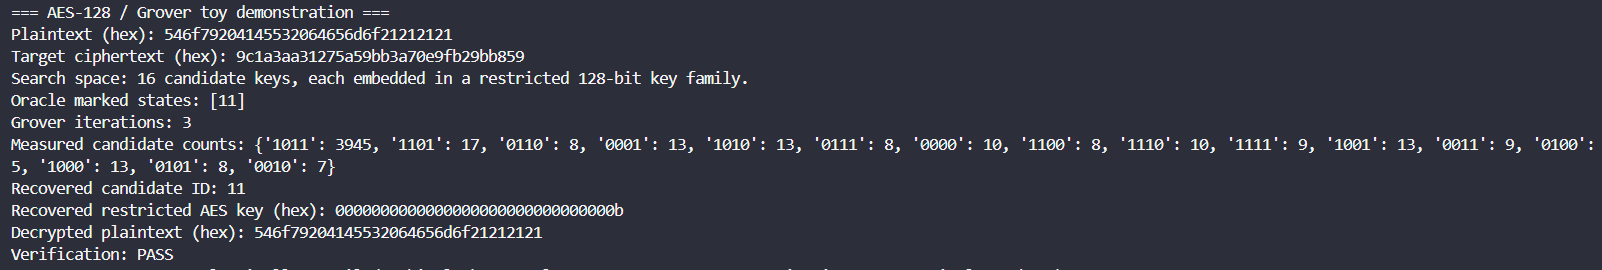 === AES-128 / Grover toy demonstration ===
Plaintext (hex): 546f79204145532064656d6f21212121
Target ciphertext (hex): 9c1a3aa31275a59bb3a70e9fb29bb859
Search space: 16 candidate keys, each embedded in a restricted 128-bit key family.
Oracle marked states: [11]
Grover iterations: 3
Measured candidate counts: {'1011': 3945, '1101': 17, '0110': 8, '0001': 13, '1010': 13, '0111': 8, '0000': 10, '1100': 8, '1110': 10, '1111': 9, '1001': 13, '0011': 9, '0100':
5, '1000': 13, '0101': 8, '0010': 7}
Recovered candidate ID: 11
Recovered restricted AES key (hex): 0000000000000000000000000000000b
Decrypted plaintext (hex): 546f79204145532064656d6f21212121
Verification: PASS